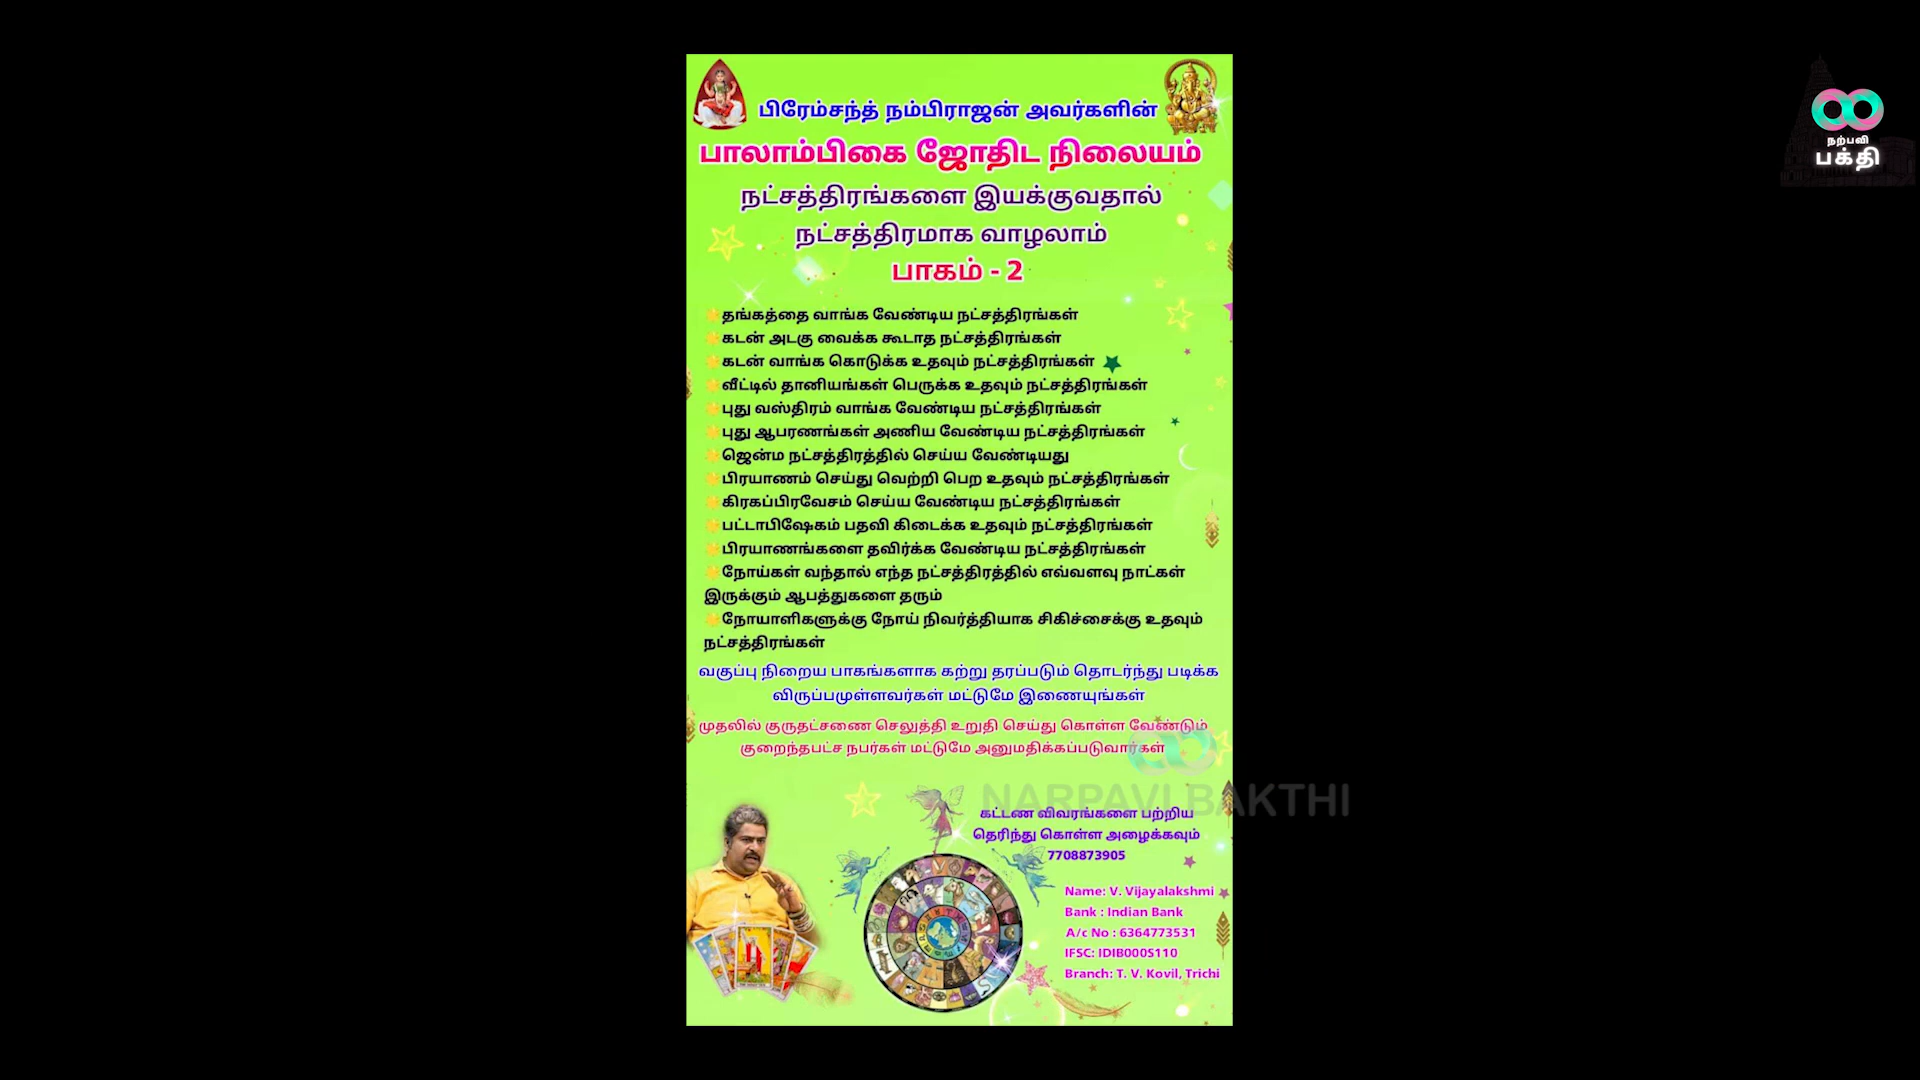 பிரேம்சந்த் நம்பிராஜன் அவர்களின்
பாலாம்பிகை ஜோதிட நிலையம்
நட்சத்திரங்களை இயக்குவதால்
நட்சத்திரமாக வாழலாம்
பாகம் - 2
தங்கத்தை வாங்க வேண்டிய நட்சத்திரங்கள்
கடன் அடகு வைக்க கூடாத நட்சத்திரங்கள்
கடன் வாங்க கொடுக்க உதவும் நட்சத்திரங்கள்
வீட்டில் தானியங்கள் பெருக்க உதவும் நட்சத்திரங்கள்
புது வஸ்திரம் வாங்க வேண்டிய நட்சத்திரங்கள்
புது ஆபரணங்கள் அணிய வேண்டிய நட்சத்திரங்கள்
ஜென்ம நட்சத்திரத்தில் செய்ய வேண்டியது
பிரயாணம் செய்து வெற்றி பெற உதவும் நட்சத்திரங்கள்
கிரகப்பிரவேசம் செய்ய வேண்டிய நட்சத்திரங்கள்
பட்டாபிஷேகம் பதவி கிடைக்க உதவும் நட்சத்திரங்கள்
பிரயாணங்களை தவிர்க்க வேண்டிய நட்சத்திரங்கள்
நோய்கள் வந்தால் எந்த நட்சத்திரத்தில் எவ்வளவு நாட்கள்
இருக்கும் ஆபத்துகளை தரும்
நோயாளிகளுக்கு நோய் நிவர்த்தியாக சிகிச்சைக்கு உதவும்
நட்சத்திரங்கள்
வகுப்பு நிறைய பாகங்களாக கற்று தரப்படும் தொடர்ந்து படிக்க
விருப்பமுள்ளவர்கள் மட்டுமே இணையுங்கள்
முதலில் குருதட்சணை செலுத்தி உறுதி செய்து கொள்ள வேண்டும்
குறைந்தபட்ச நபர்கள் மட்டுமே அனுமதிக்கப்படுவார்கள்
NARPAVI BAKTHI
கட்டண விவரங்களை பற்றிய
தெரிந்து கொள்ள அழைக்கவும்
7708873905
Name: V. Vijayalakshmi
Bank : Indian Bank
A/c No : 6364773531
IFSC: IDIB000S110
Branch: T. V. Kovil, Trichi
நற்பவி
பக்தி